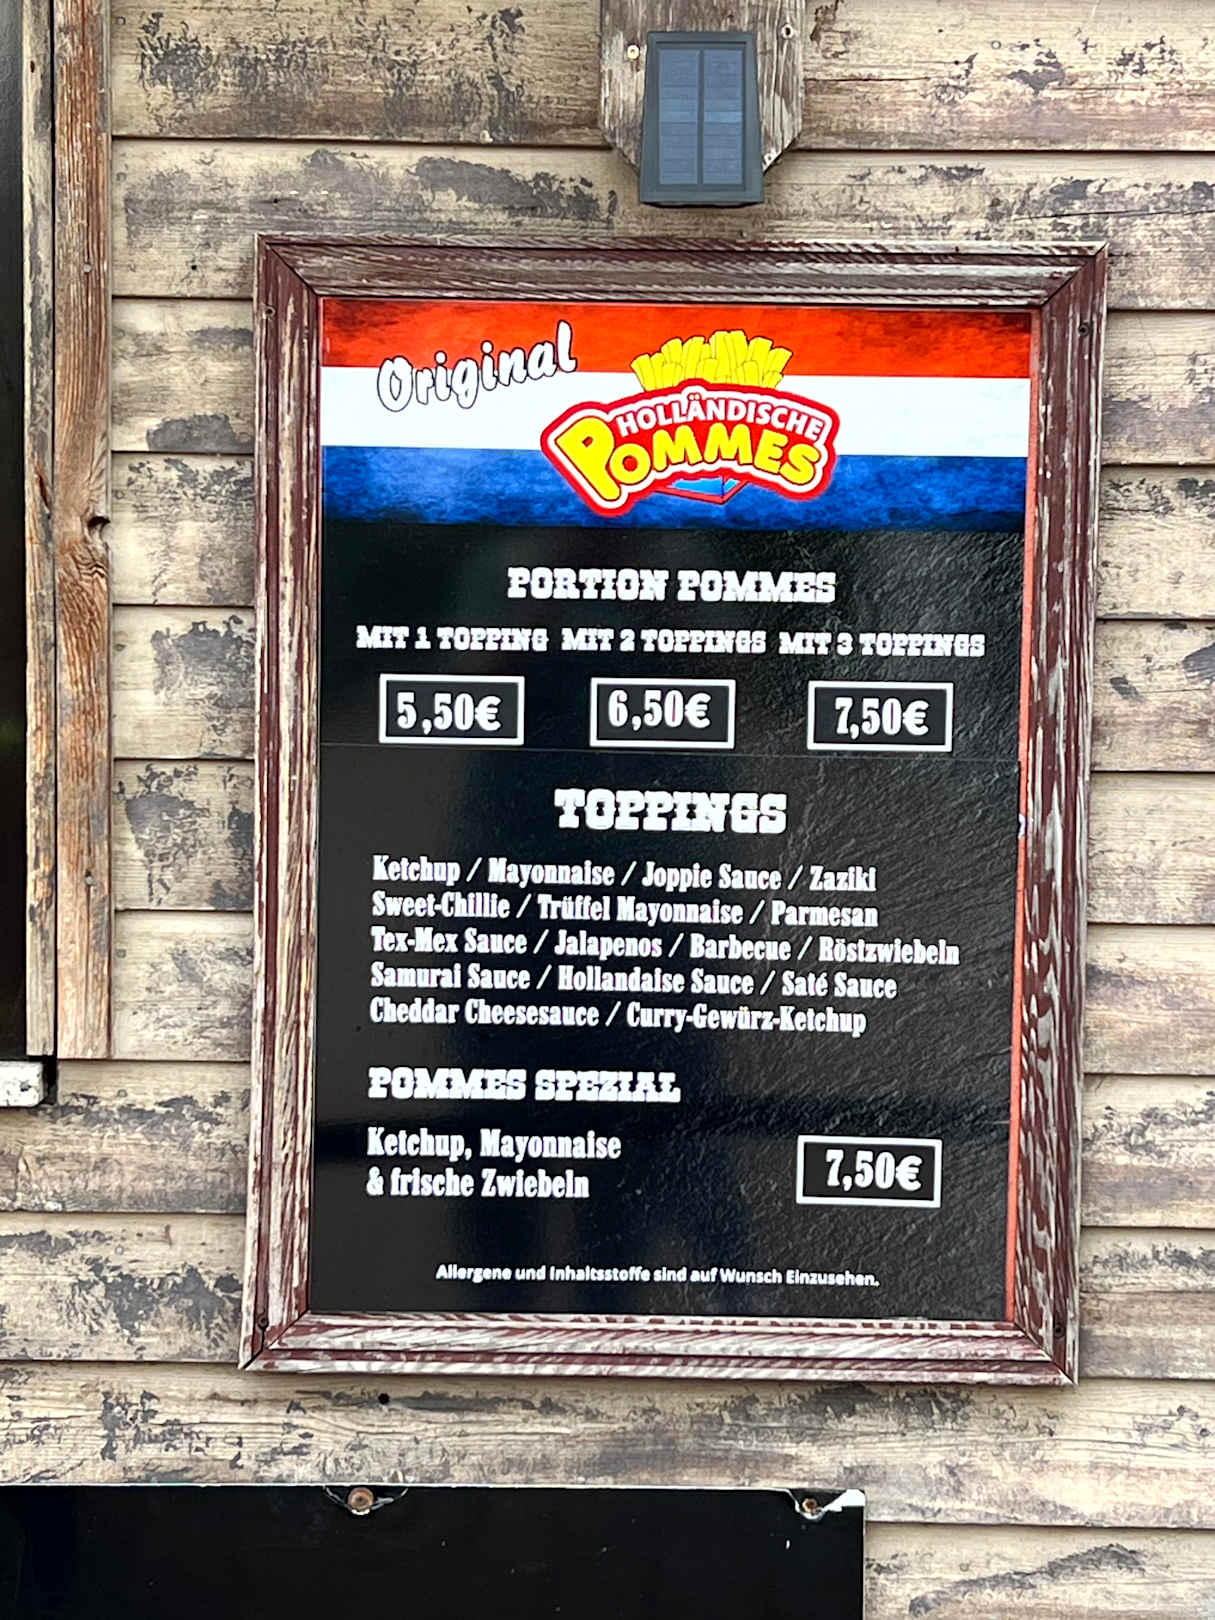 Original
HOLLÄNDISCHE
POMMES
PORTION POMMES
MIT 1 TOPPING MIT 2 TOPPINGS MIT 3 TOPPINGS
5,50€ 6,50€ 7,50€
TOPPINGS
Ketchup / Mayonnaise / Joppie Sauce / Zaziki
Sweet-Chillie / Trüffel Mayonnaise / Parmesan
Tex-Mex Sauce / Jalapenos / Barbecue / Röstzwiebeln
Samurai Sauce / Hollandaise Sauce / Saté Sauce
Cheddar Cheesesauce / Curry-Gewürz-Ketchup
POMMES SPEZIAL
Ketchup, Mayonnaise
& frische Zwiebeln
7,50€
Allergene und Inhaltsstoffe sind auf Wunsch Einzusehen.